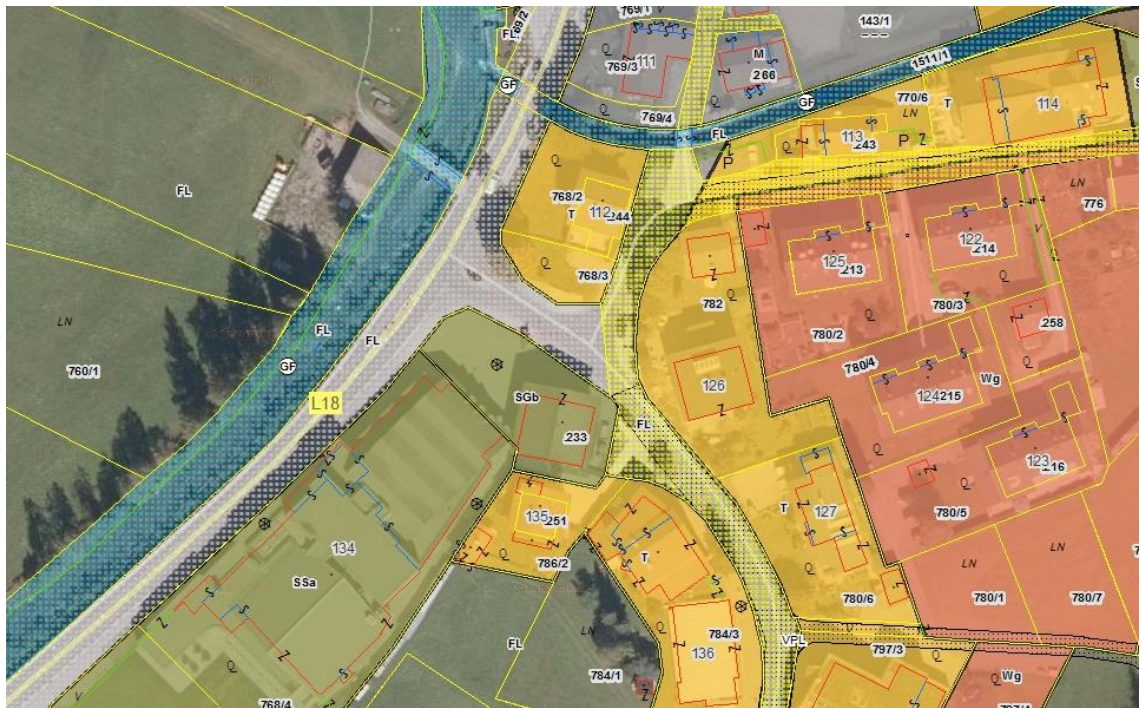 769/1
V
769/2
FL
Q
S
143/1
769/3
111
M
.266
Z
GF
Q
769/4
Q
GF
1511/1
FL
770/6
T
LN
114
S
113
.243
P
Z
P
Q
Q
768/2
112
.244
T
FL
LN
776
Z
122
.214
V
Q
125
.213
Q
768/3
Z
Q
782
780/3
.258
FL
FL
780/2
Q
Q
LN
760/1
GF
780/4
L18
SGb
Z
126
Z
124
.215
Wg
.233
FL
123
.216
Q
T
127
Q
780/5
134
135
.251
Z
T
Z
LN
LN
SSa
Q
786/2
Q
780/6
780/1
780/7
FL
LN
784/3
VPL
797/3
Q
Q
136
Z
768/4
784/1
Q
Wg
V